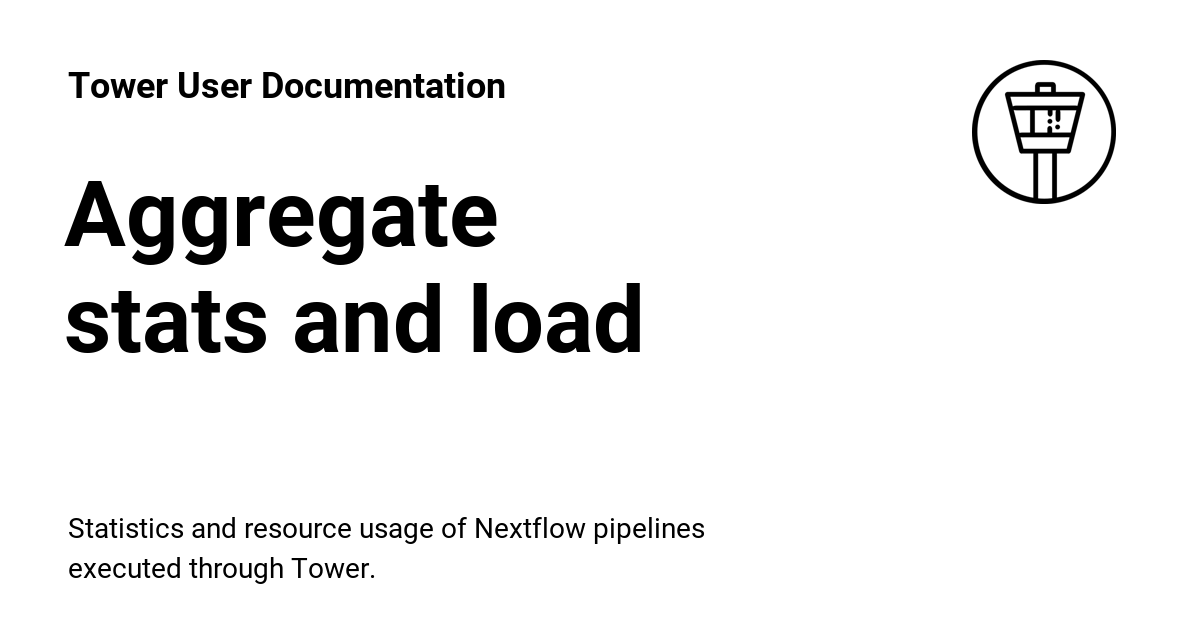 Tower User Documentation
Aggregate
stats and load
Statistics and resource usage of Nextflow pipelines
executed through Tower.